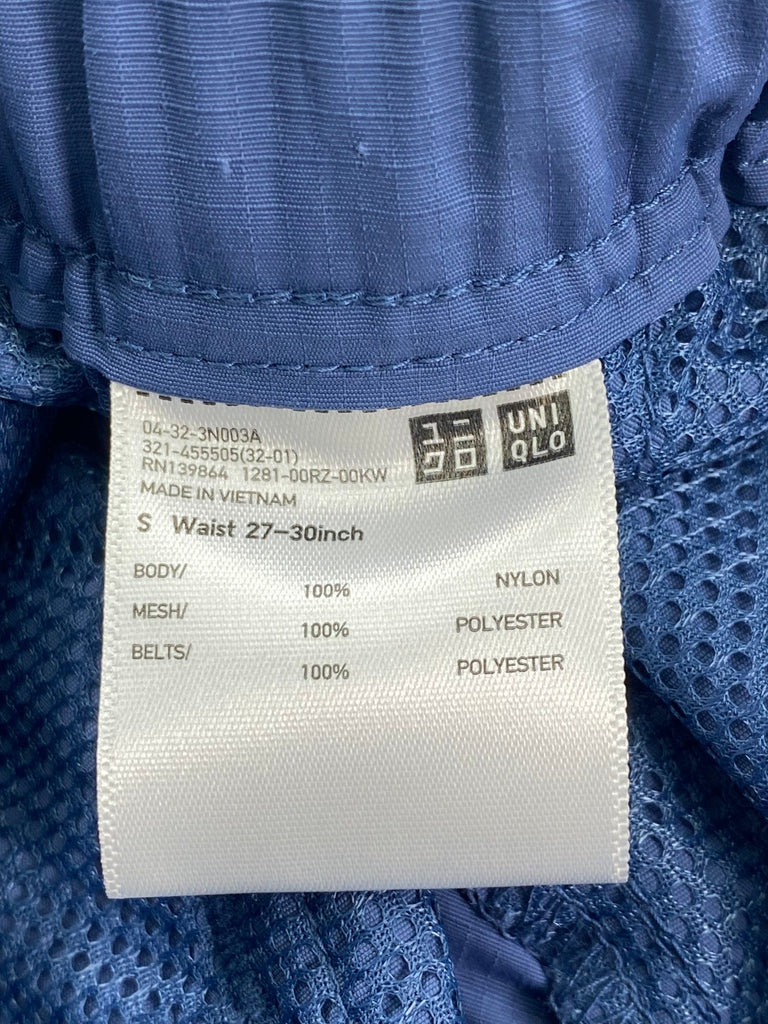 04-32-3N003A
321-455505(32-01)
RN139864 1281-00RZ-00KW
MADE IN VIETNAM
ユニ
クロ
UNI
QLO
S Waist 27-30inch
BODY/
100% NYLON
MESH/
100% POLYESTER
BELTS/
100% POLYESTER